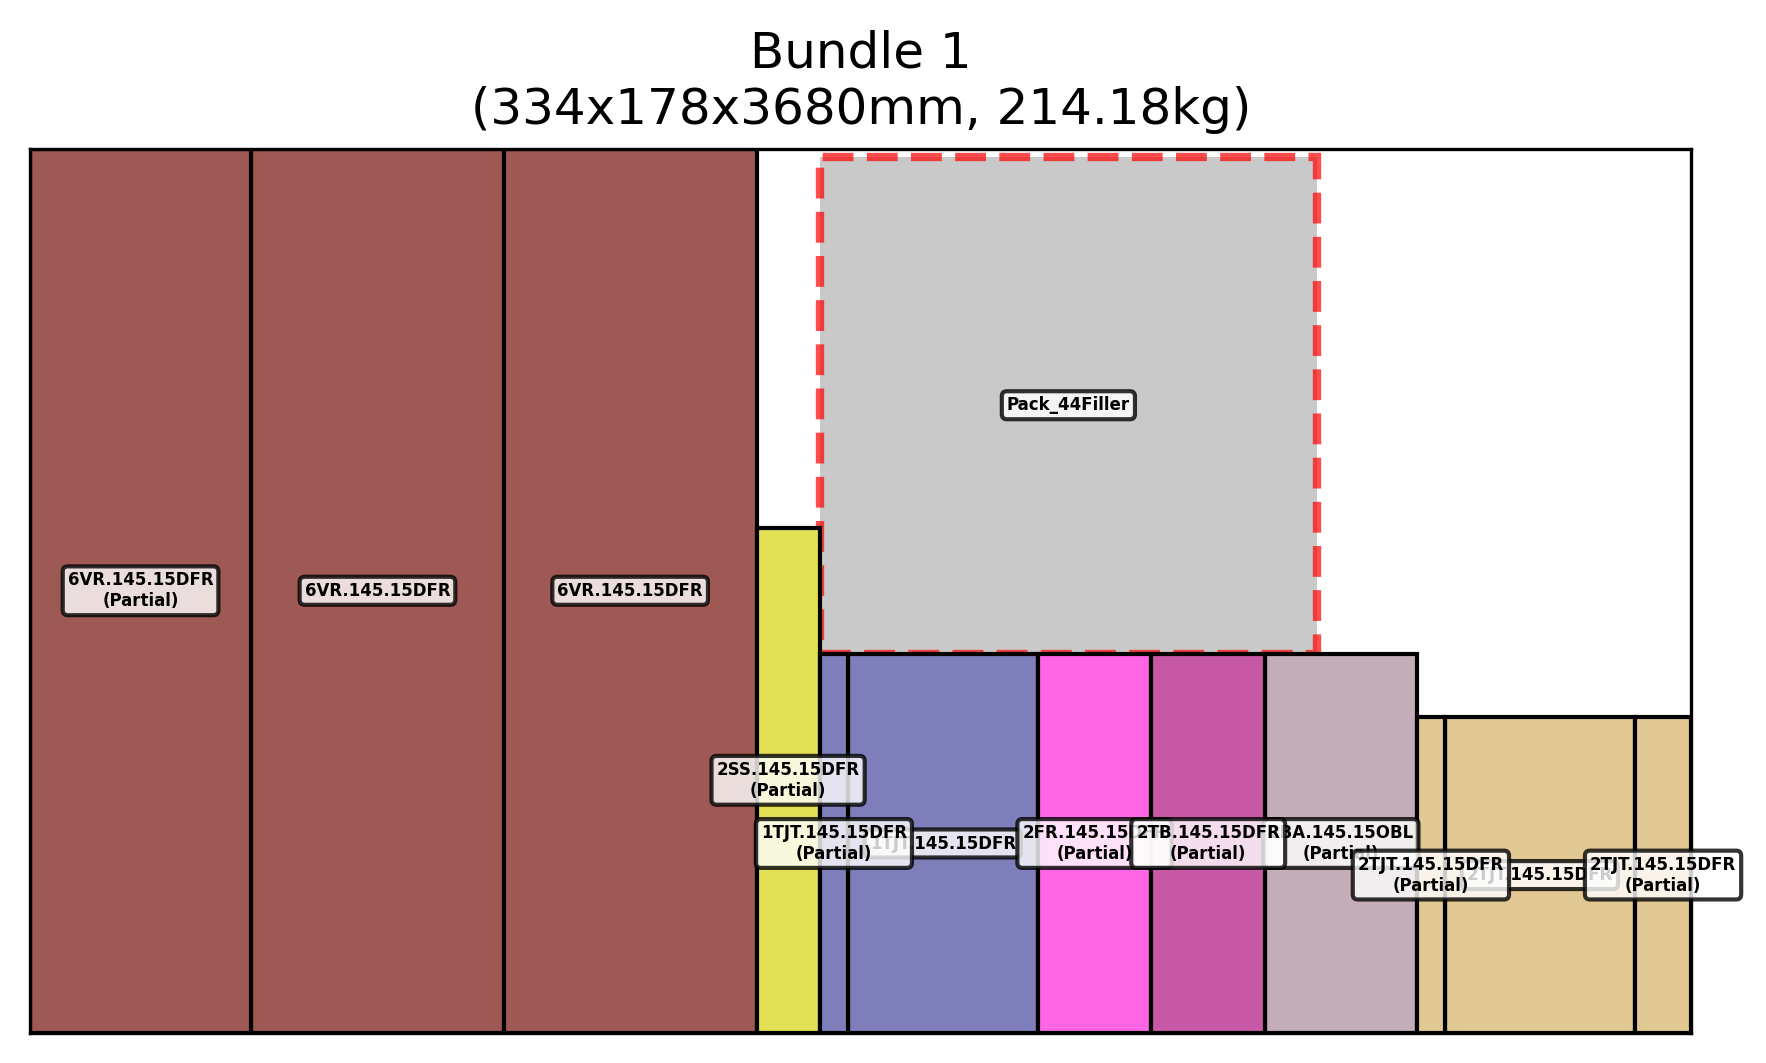 Bundle 1
(334x178x3680mm, 214.18kg)
Pack_44Filler
6VR.145.15DFR
(Partial)
6VR.145.15DFR
6VR.145.15DFR
2SS.145.15DFR
(Partial)
1TJT.145.15DFR
(Partial)
1TJT.145.15DFR
2FR.145.15
(Partial)
2TB.145.15DFR
(Partial)
BA.145.15OBL
(Partial)
2TJT.145.15DFR
(Partial)
2TJT.145.15DFR
2TJT.145.15DFR
(Partial)